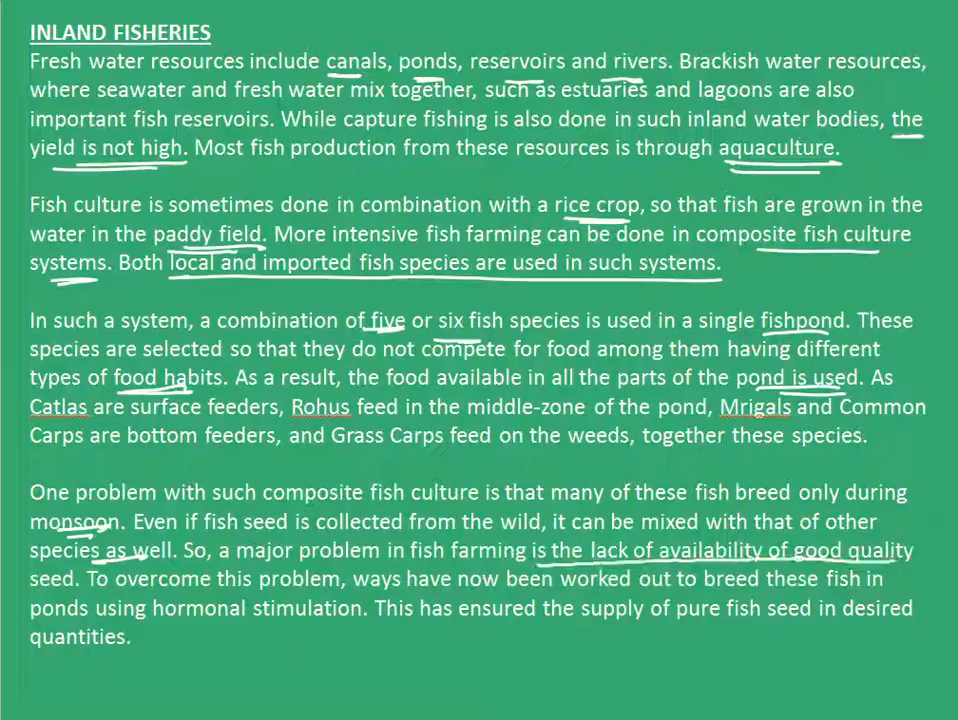 INLAND FISHERIES
Fresh water resources include canals, ponds, reservoirs and rivers. Brackish water resources,
where seawater and fresh water mix together, such as estuaries and lagoons are also
important fish reservoirs. While capture fishing is also done in such inland water bodies, the
yield is not high. Most fish production from these resources is through aquaculture.
Fish culture is sometimes done in combination with a rice crop, so that fish are grown in the
water in the paddy field. More intensive fish farming can be done in composite fish culture
systems. Both local and imported fish species are used in such systems.
In such a system, a combination of five or six fish species is used in a single fishpond. These
species are selected so that they do not compete for food among them having different
types of food habits. As a result, the food available in all the parts of the pond is used. As
Catlas are surface feeders, Rohus feed in the middle-zone of the pond, Mrigals and Common
Carps are bottom feeders, and Grass Carps feed on the weeds, together these species.
One problem with such composite fish culture is that many of these fish breed only during
monsoon. Even if fish seed is collected from the wild, it can be mixed with that of other
species as well. So, a major problem in fish farming is the lack of availability of good quality
seed. To overcome this problem, ways have now been worked out to breed these fish in
ponds using hormonal stimulation. This has ensured the supply of pure fish seed in desired
quantities.